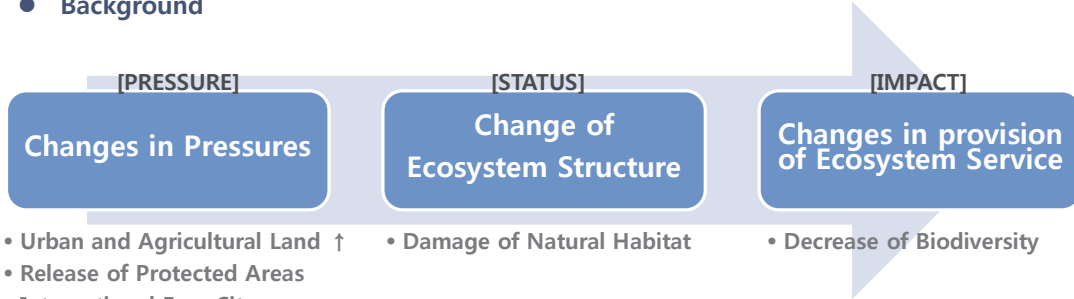 ● Background
[PRESSURE]
Changes in Pressures
• Urban and Agricultural Land ↑
• Release of Protected Areas
[STATUS]
Change of
Ecosystem Structure
• Damage of Natural Habitat
[IMPACT]
Changes in provision
of Ecosystem Service
• Decrease of Biodiversity